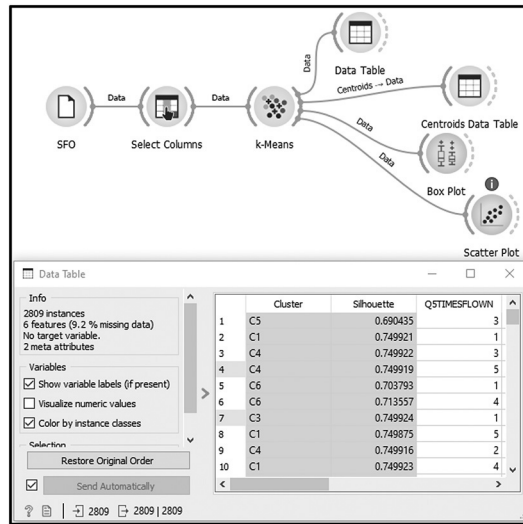 Data
Data Table
Data
Data
Centroids → Data
SFO
Select Columns
k-Means
Centroids Data Table
Data
Data
Box Plot
i
Scatter Plot
Data Table
Info
2809 instances
6 features (9.2 % missing data)
No target variable.
2 meta attributes
Variables
Show variable labels (if present)
Visualize numeric values
Color by instance classes
Selection
Restore Original Order
Send Automatically
? 2809 2809 | 2809
Cluster Silhouette Q5TIMESFLOWN
1 C5 0.690435 3
2 C1 0.749921 1
3 C4 0.749922 3
4 C4 0.749919 5
5 C6 0.703793 1
6 C6 0.713557 4
7 C3 0.749924 1
8 C1 0.749875 5
9 C4 0.749916 2
10 C1 0.749923 4